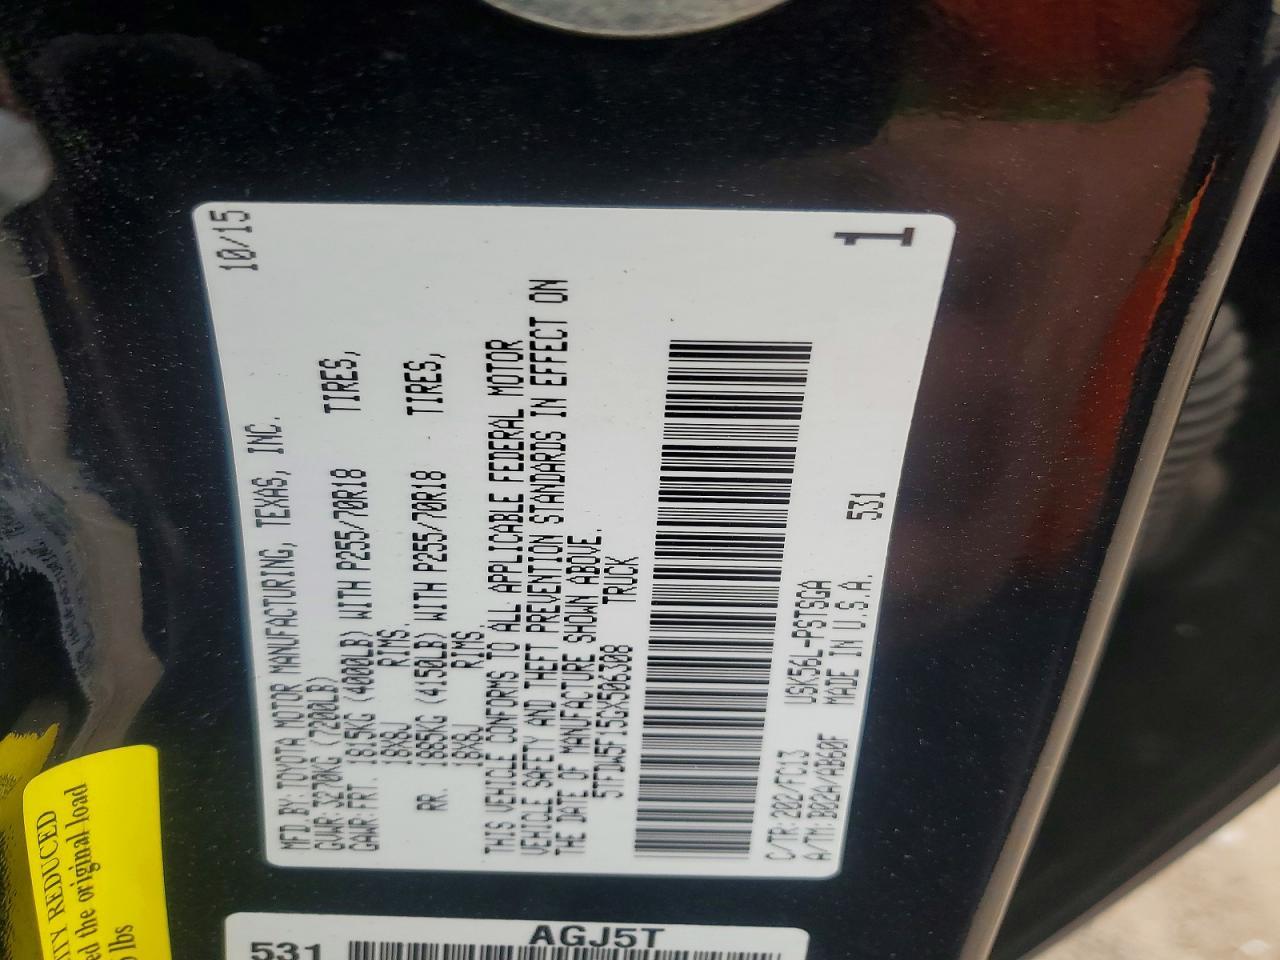 MFD BY:TOYOTA MOTOR MANUFACTURING, TEXAS, INC. 10/15
GVWR:3270KG (7200LB)
GAWR:FRT. 1815KG (4000LB) WITH P255/70R18 TIRES,
18X8J RIMS
RR. 1885KG (4150LB) WITH P255/70R18 TIRES,
18X8J RIMS
THIS VEHICLE CONFORMS TO ALL APPLICABLE FEDERAL MOTOR
VEHICLE SAFETY AND THEFT PREVENTION STANDARDS IN EFFECT ON
THE DATE OF MANUFACTURE SHOWN ABOVE.
5TFDW5F15GX506308 TRUCK
C/TR:202/FC13 USK56L-PSTSGA
A/TM:B02A/AB60F MADE IN U.S.A. 531
1
ITY REDUCED
ed the original load
lbs
531 AGJ5T